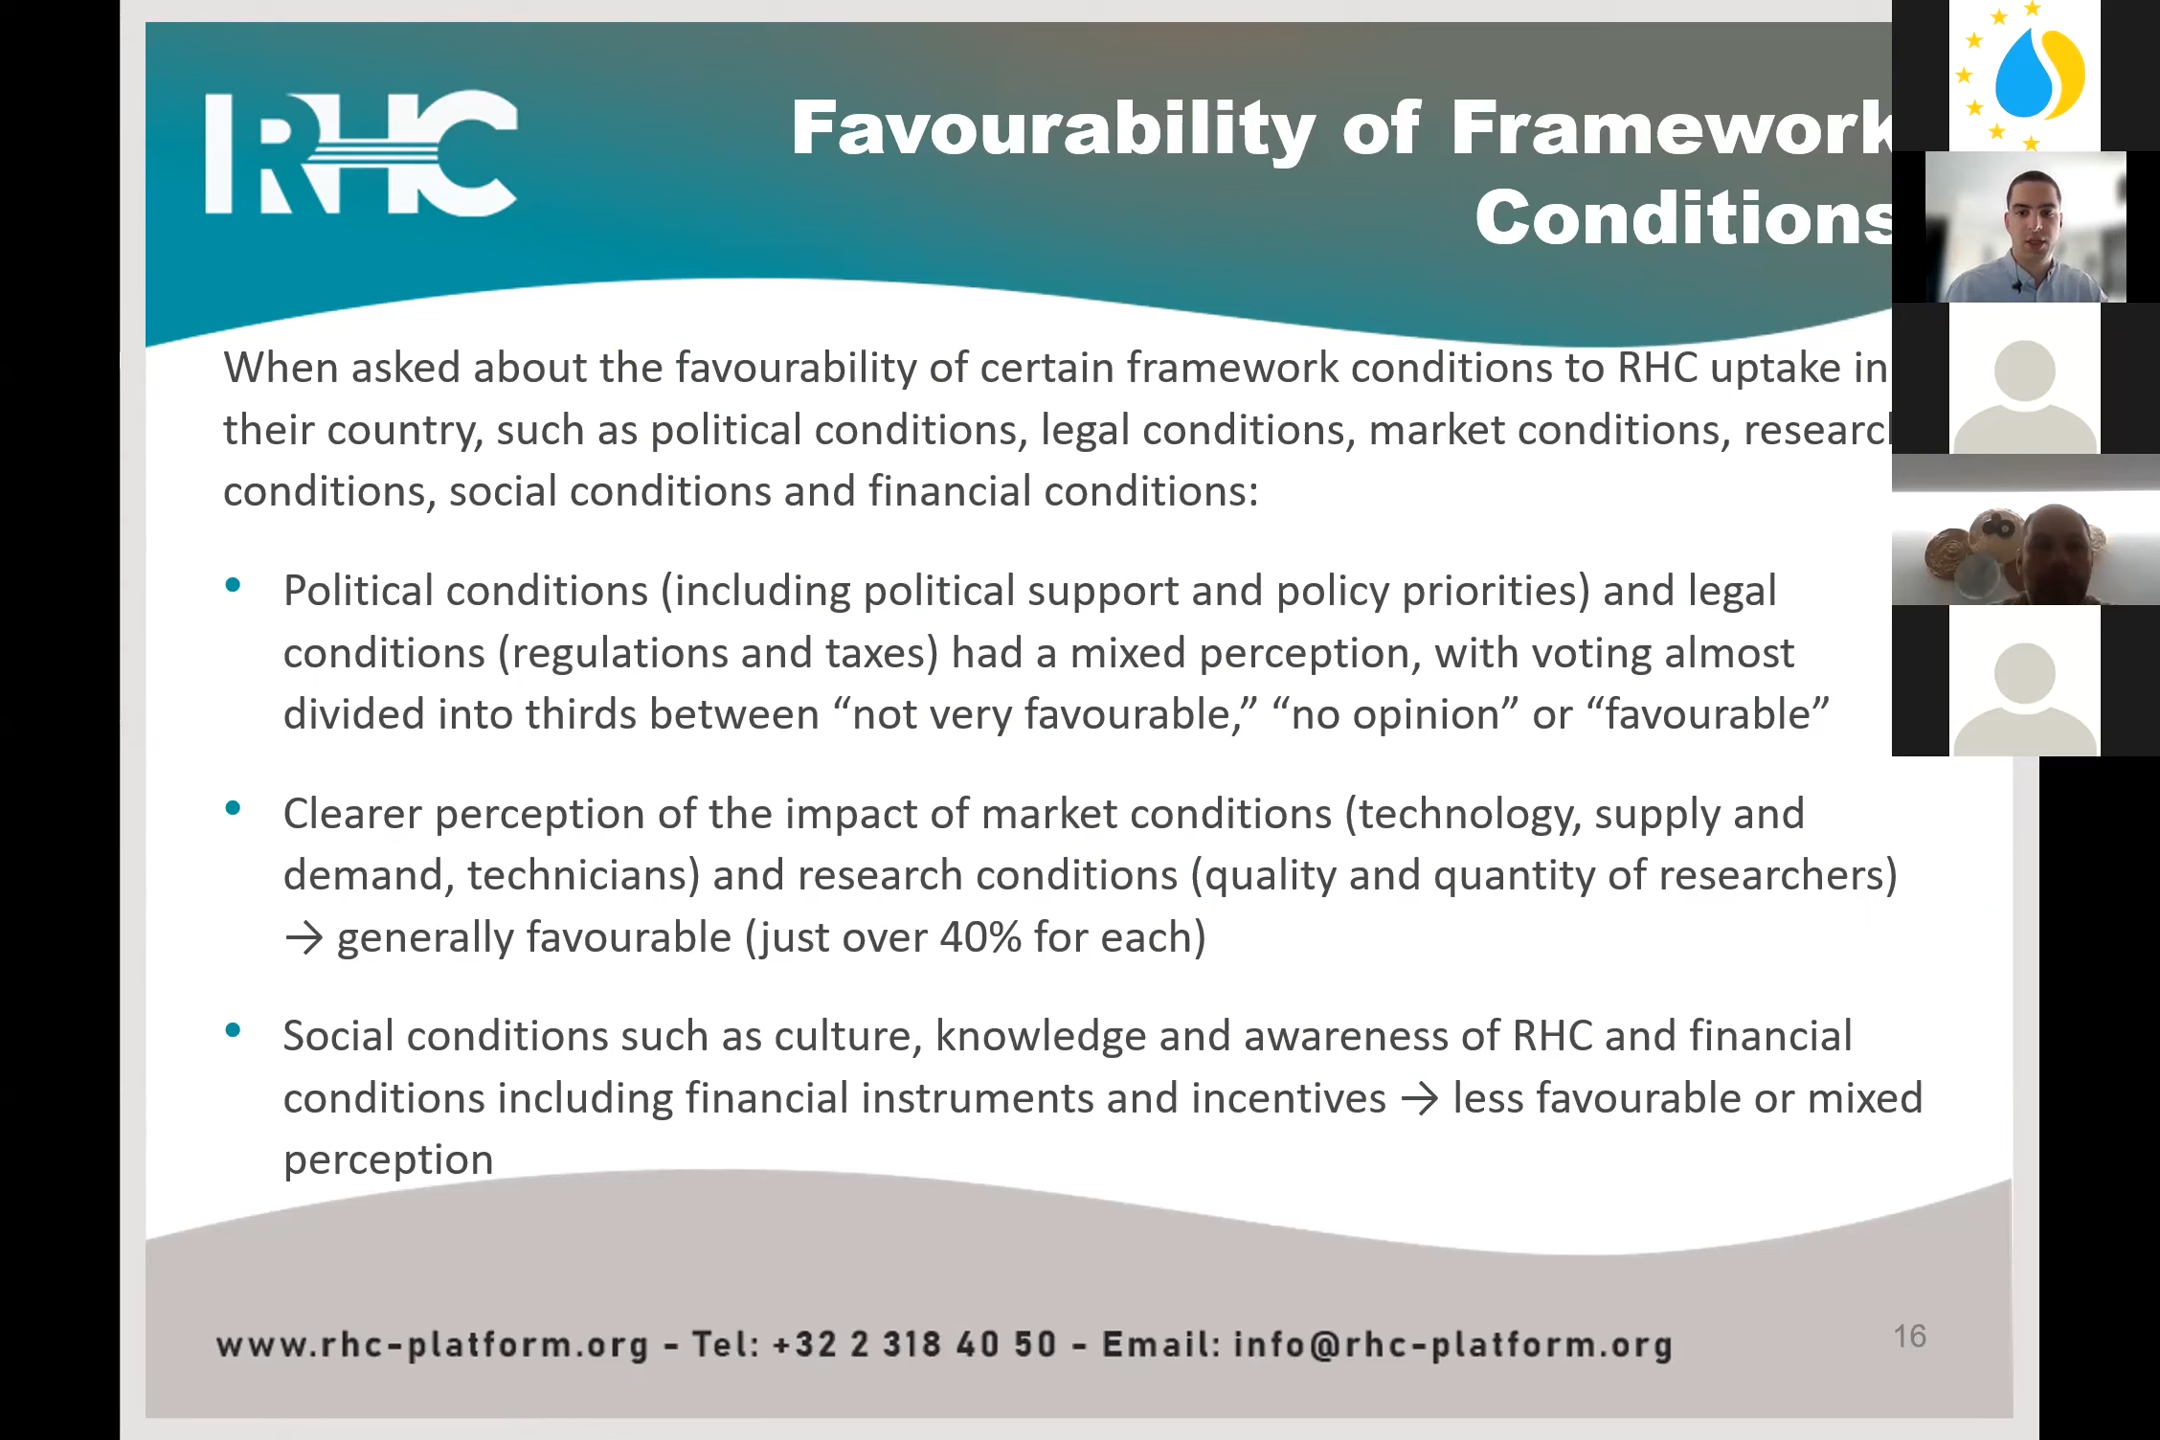 RHC
Favourability of Framework
Conditions
When asked about the favourability of certain framework conditions to RHC uptake in
their country, such as political conditions, legal conditions, market conditions, researc
conditions, social conditions and financial conditions:
• Political conditions (including political support and policy priorities) and legal
conditions (regulations and taxes) had a mixed perception, with voting almost
divided into thirds between “not very favourable,” “no opinion” or “favourable”
• Clearer perception of the impact of market conditions (technology, supply and
demand, technicians) and research conditions (quality and quantity of researchers)
→ generally favourable (just over 40% for each)
• Social conditions such as culture, knowledge and awareness of RHC and financial
conditions including financial instruments and incentives → less favourable or mixed
perception
www.rhc-platform.org - Tel: +32 2 318 40 50 - Email: info@rhc-platform.org
16